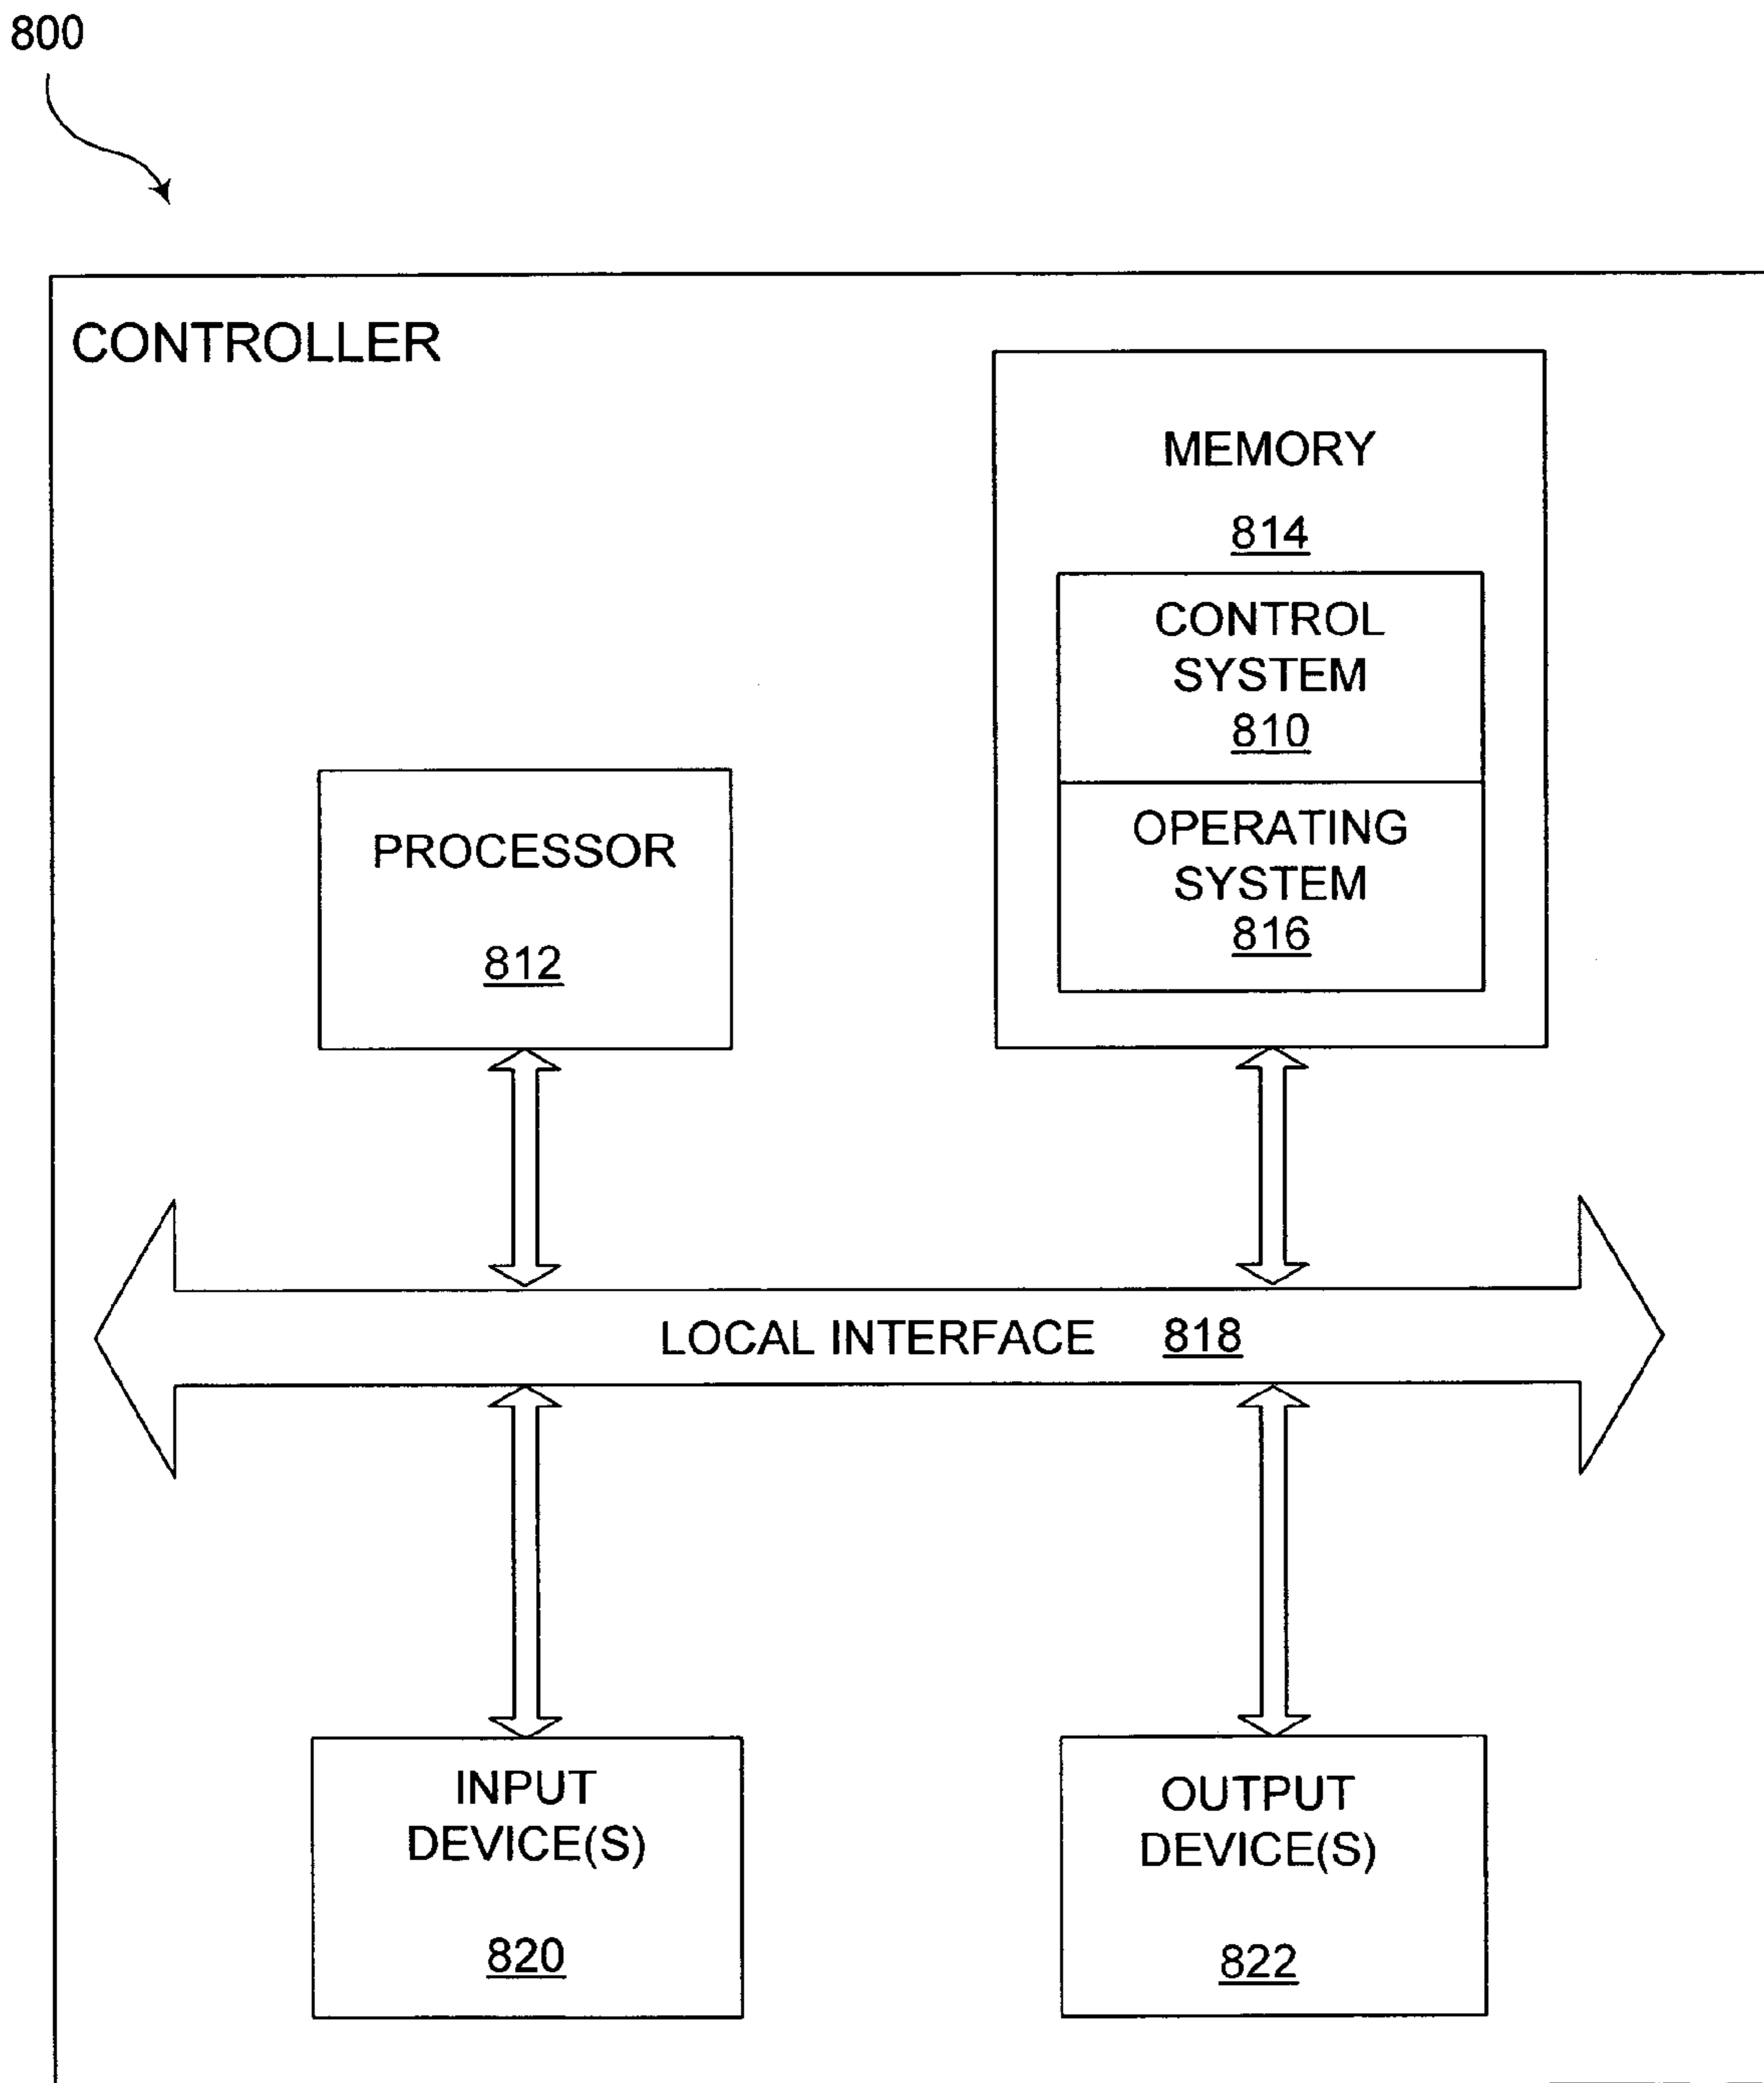 800
CONTROLLER
MEMORY
814
CONTROL
SYSTEM
810
OPERATING
SYSTEM
816
PROCESSOR
812
LOCAL INTERFACE 818
INPUT
DEVICE(S)
820
OUTPUT
DEVICE(S)
822